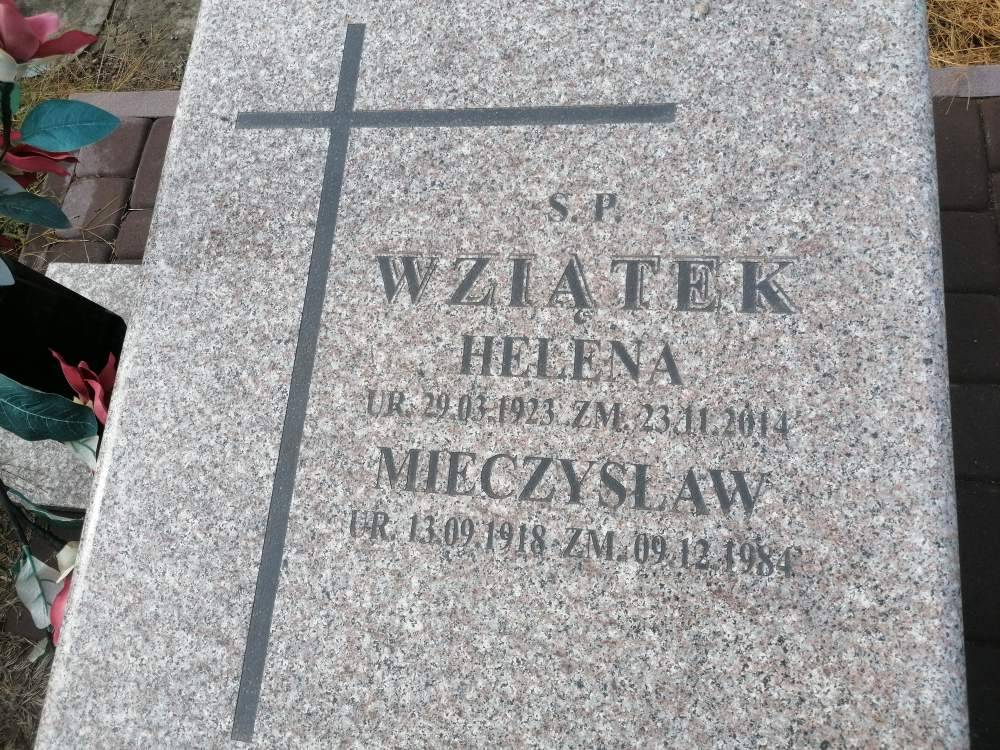 S. P.
WZIĄTEK
HELENA
UR. 29.03.1923 ZM. 23.11.2014
MIECZYSŁAW
UR. 13.09.1918 ZM. 09.12.1984